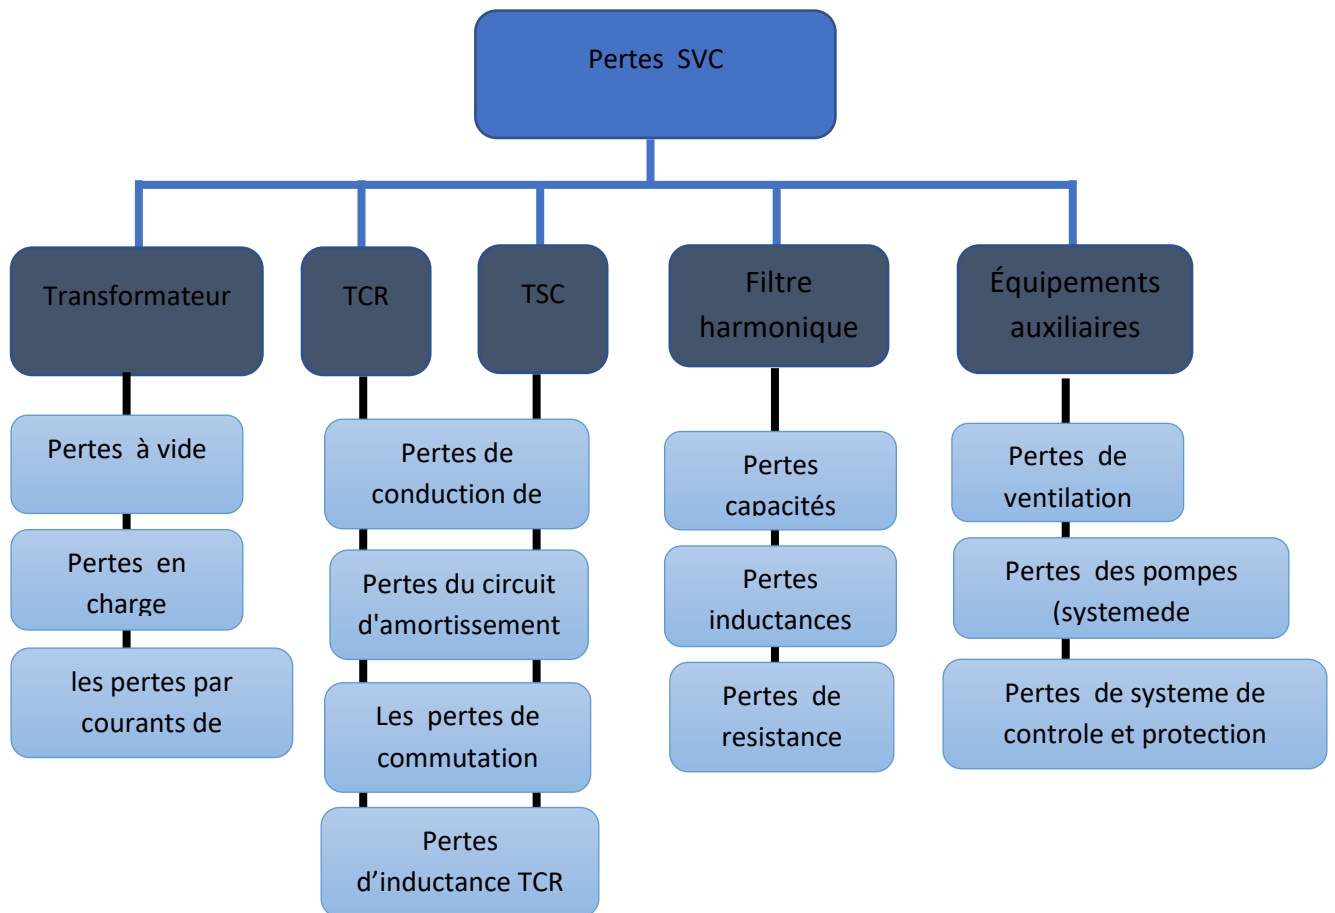 Pertes SVC
Transformateur
TCR
TSC
Filtre
harmonique
Équipements
auxiliaires
Pertes à vide
Pertes en
charge
les pertes par
courants de
Pertes de
conduction de
Pertes du circuit
d'amortissement
Les pertes de
commutation
Pertes
d’inductance TCR
Pertes
capacités
Pertes
inductances
Pertes de
resistance
Pertes de
ventilation
Pertes des pompes
(systemede
Pertes de systeme de
controle et protection